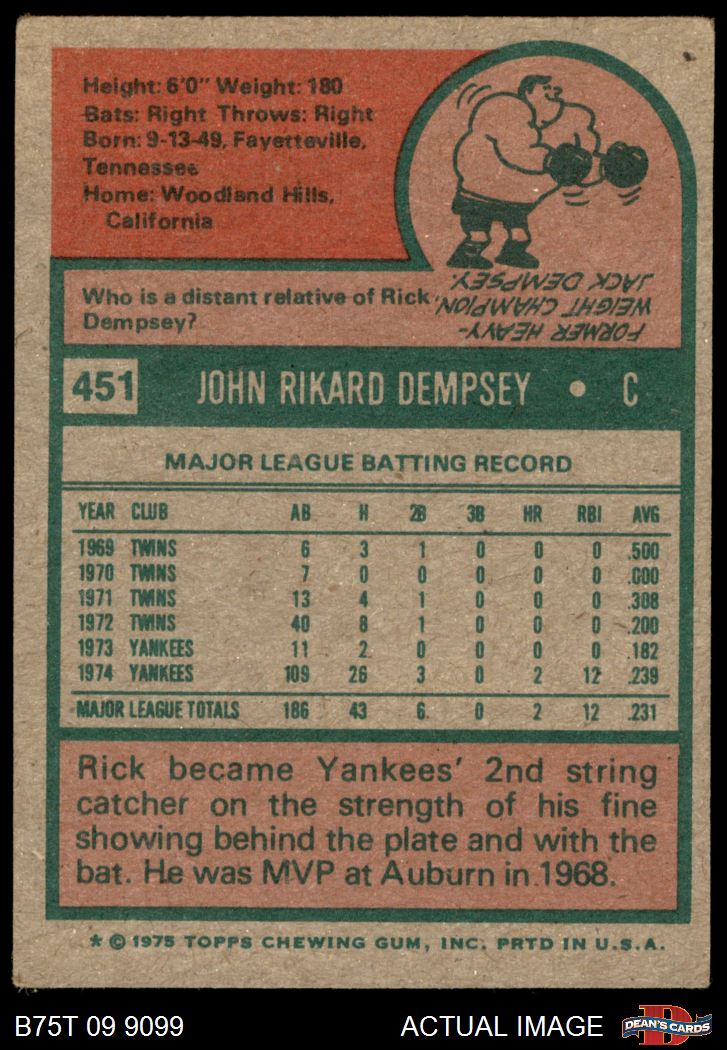 Height: 6'0" Weight: 180
Bats: Right Throws: Right
Born: 9-13-49, Fayetteville,
Tennessee
Home: Woodland Hills,
California
Who is a distant relative of Rick
Dempsey?
FORMER HEAVY-
WEIGHT CHAMPION,
JACK DEMPSEY.
451 JOHN RIKARD DEMPSEY • C
MAJOR LEAGUE BATTING RECORD
YEAR CLUB AB H 2B 3B HR RBI AVG
1969 TWINS 6 3 1 0 0 0 .500
1970 TWINS 7 0 0 0 0 0 .000
1971 TWINS 13 4 1 0 0 0 .308
1972 TWINS 40 8 1 0 0 0 .200
1973 YANKEES 11 2 0 0 0 0 .182
1974 YANKEES 109 26 3 0 2 12 .239
MAJOR LEAGUE TOTALS 186 43 6 0 2 12 .231
Rick became Yankees' 2nd string
catcher on the strength of his fine
showing behind the plate and with the
bat. He was MVP at Auburn in 1968.
* © 1975 TOPPS CHEWING GUM, INC. PRTD IN U.S.A.
B75T 09 9099 ACTUAL IMAGE
D
DEAN'S CARDS